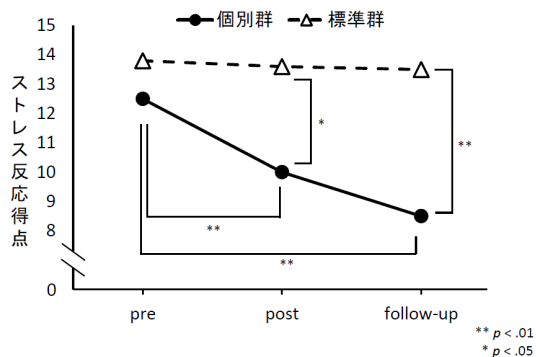 個別群 標準群
ストレス反応得点
15
14
13
12
11
10
9
8
0
*
**
**
**
pre post follow-up
** p < .01
* p < .05